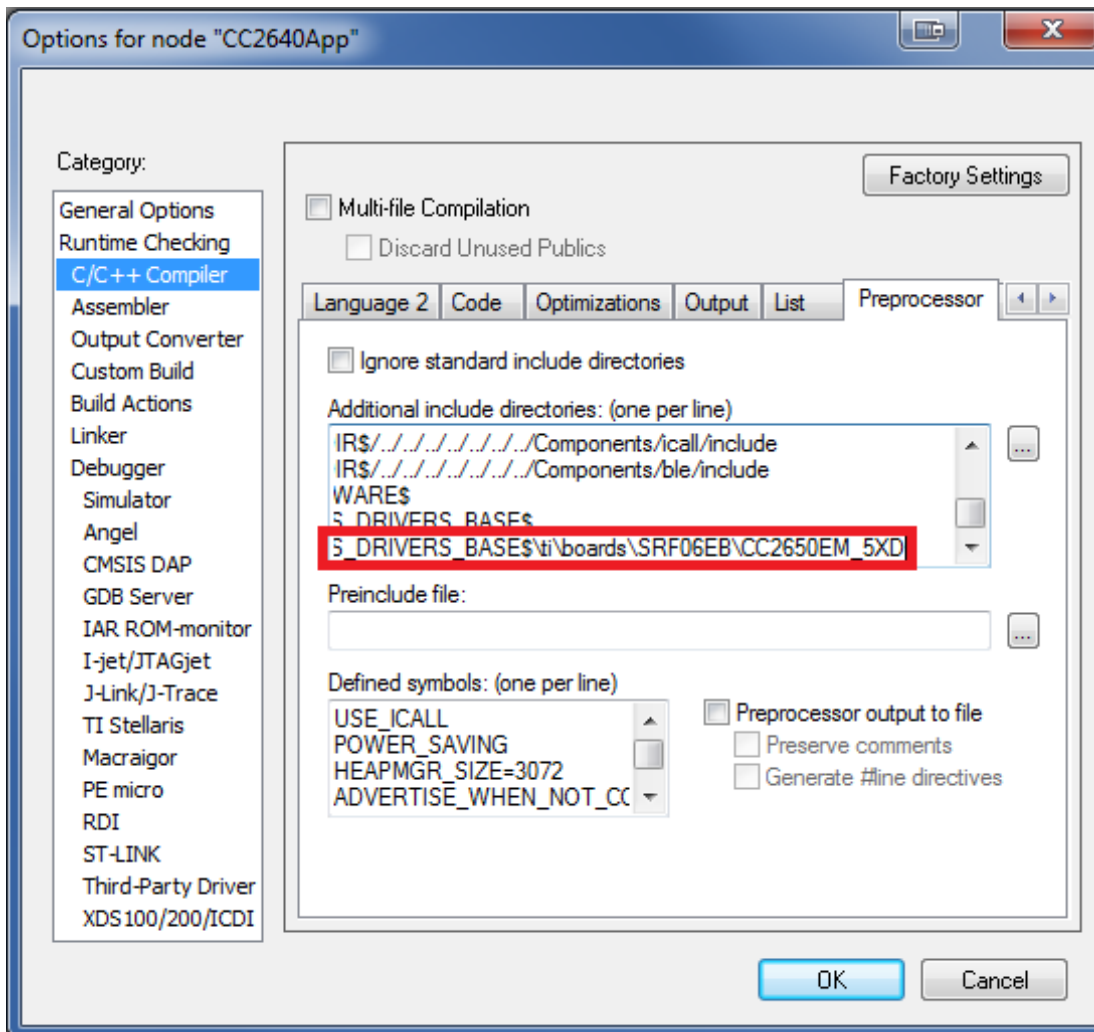 Options for node "CC2640App"
Category:
General Options
Runtime Checking
C/C++ Compiler
Assembler
Output Converter
Custom Build
Build Actions
Linker
Debugger
Simulator
Angel
CMSIS DAP
GDB Server
IAR ROM-monitor
I-jet/JTAGjet
J-Link/J-Trace
TI Stellaris
Macraigor
PE micro
RDI
ST-LINK
Third-Party Driver
XDS100/200/ICDI
Factory Settings
Multi-file Compilation
Discard Unused Publics
Language 2 Code Optimizations Output List Preprocessor
Ignore standard include directories
Additional include directories: (one per line)
IR$/../../../../../../../Components/icall/include
IR$/../../../../../../../Components/ble/include
WARE$
S_DRIVERS_BASE$
S_DRIVERS_BASE$\ti\boards\SRF06EB\CC2650EM_5XD
...
Preinclude file:
...
Defined symbols: (one per line)
USE_ICALL
POWER_SAVING
HEAPMGR_SIZE=3072
ADVERTISE_WHEN_NOT_CC
Preprocessor output to file
Preserve comments
Generate #line directives
OK Cancel